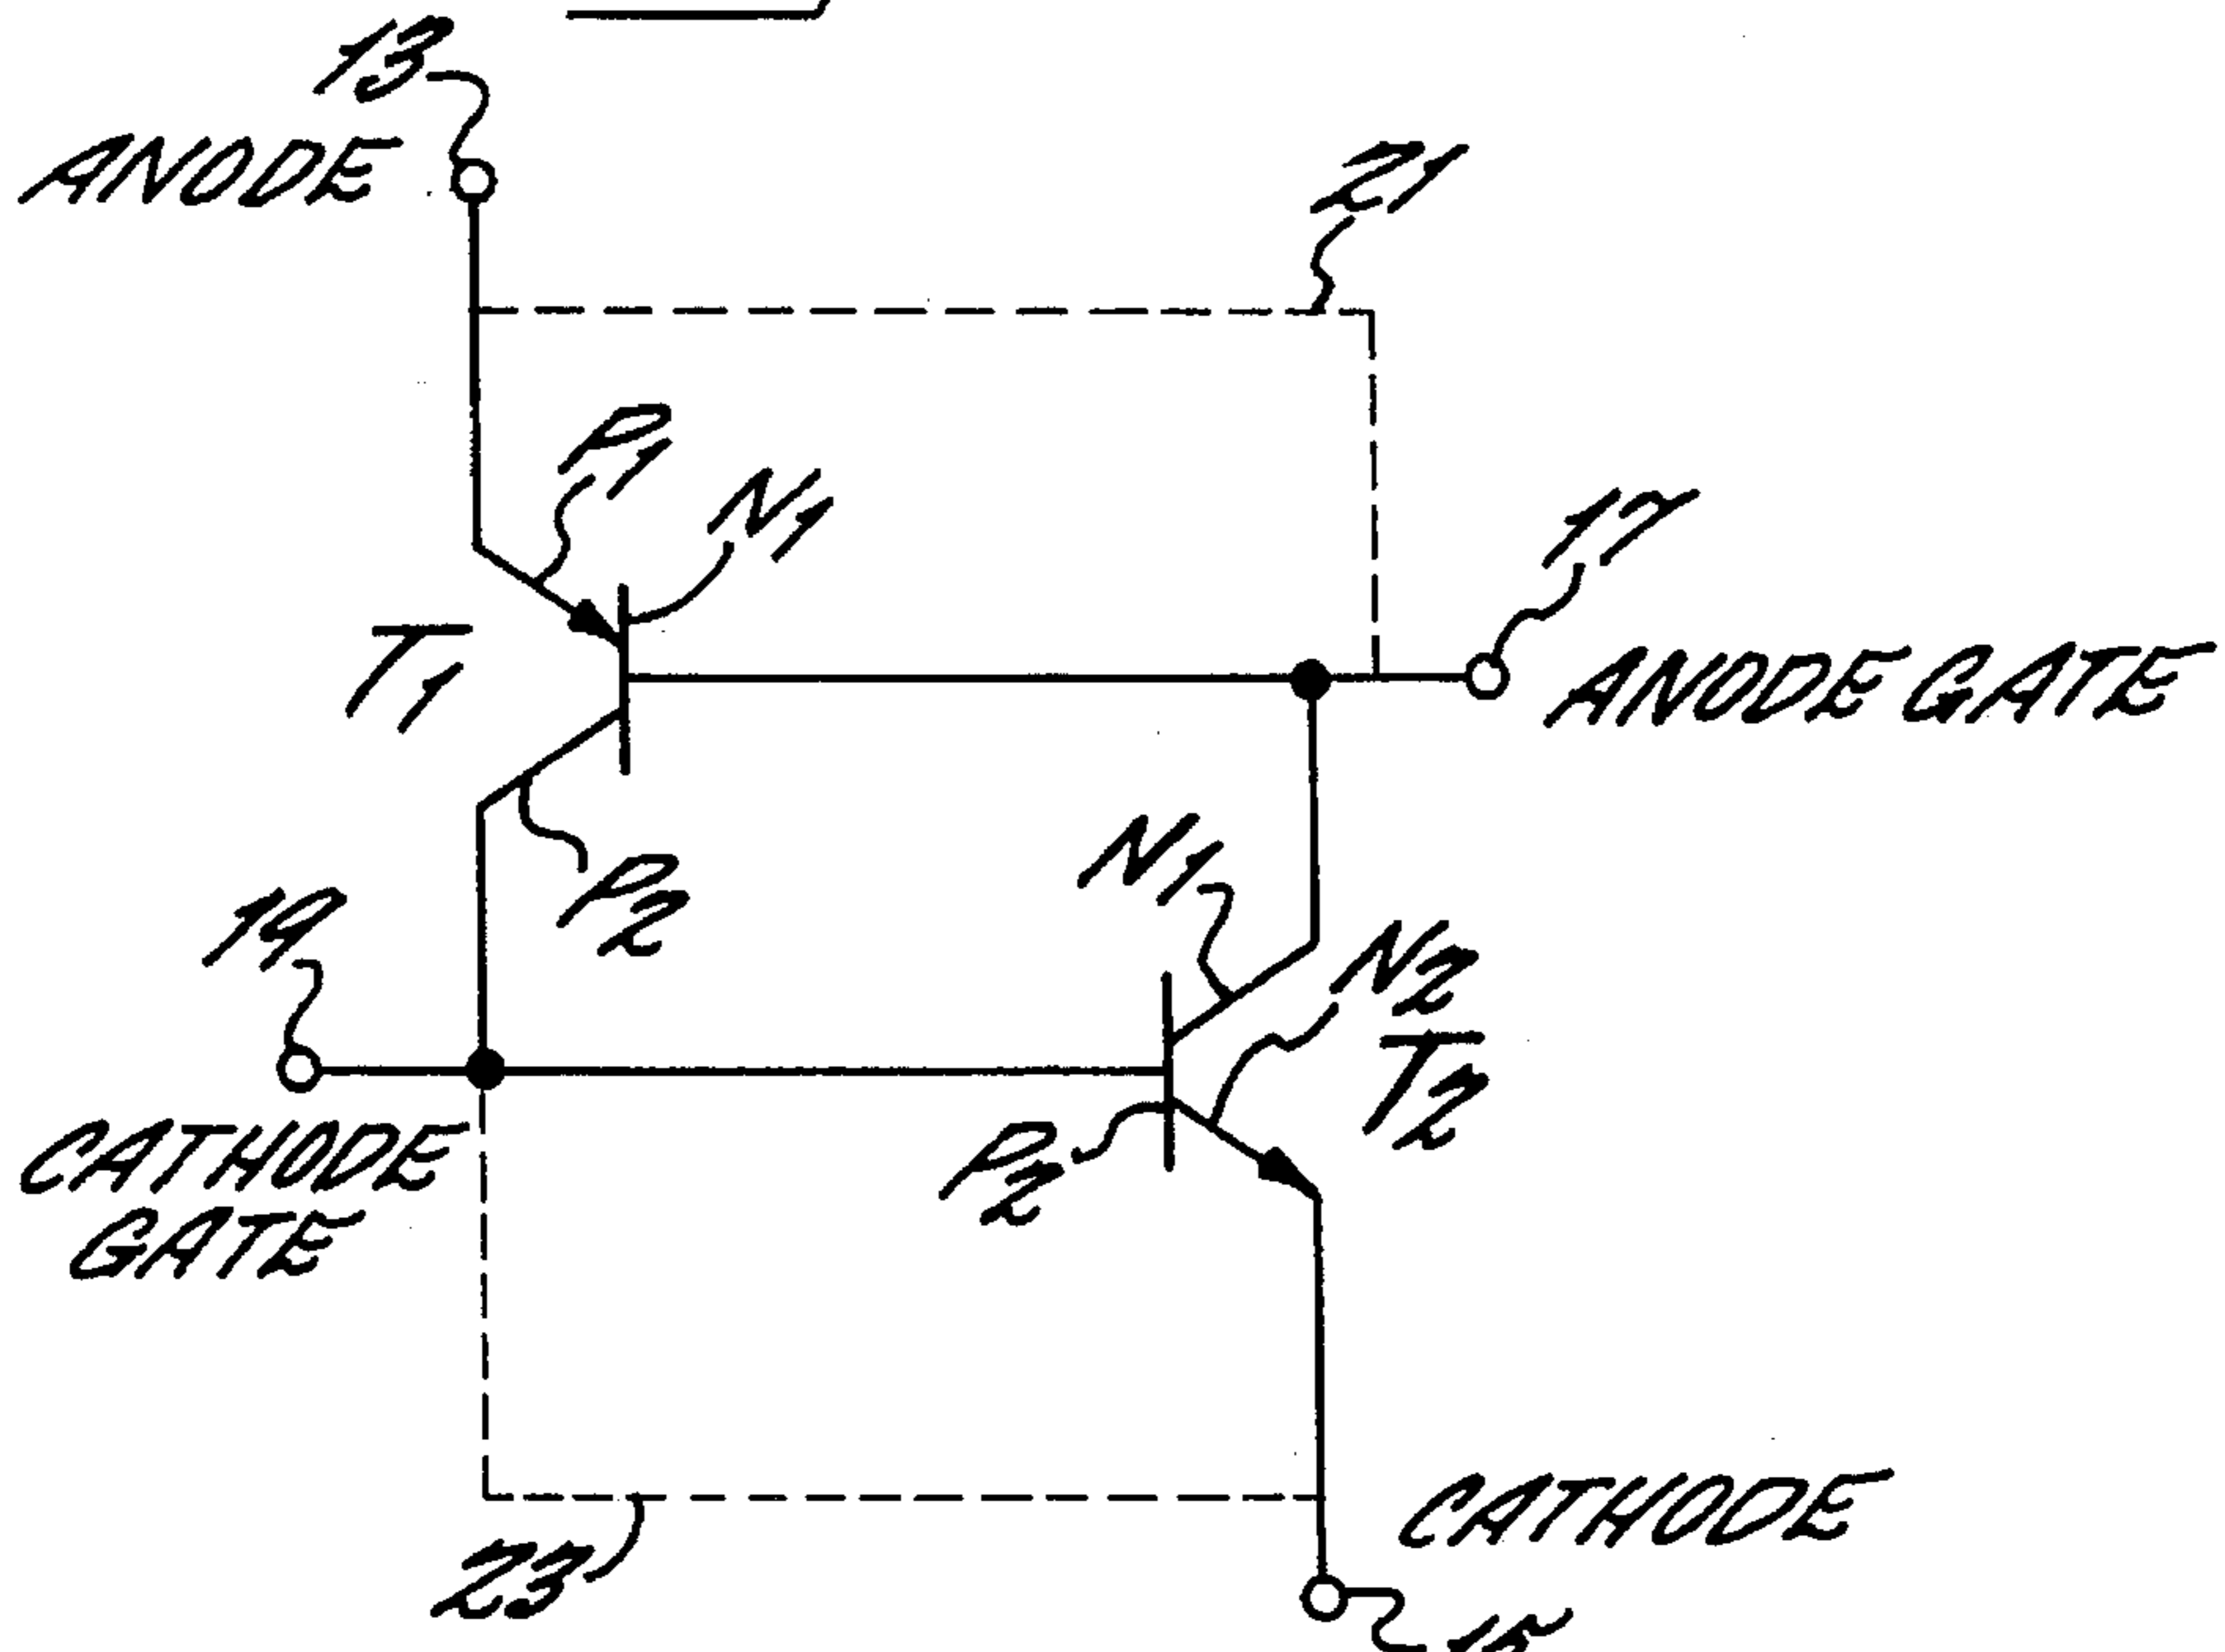 13
ANODE
21
P1
N1
17
T1
ANODE GATE
P2
N1
19
N2
T2
CATHODE
GATE
P2
CATHODE
23
15